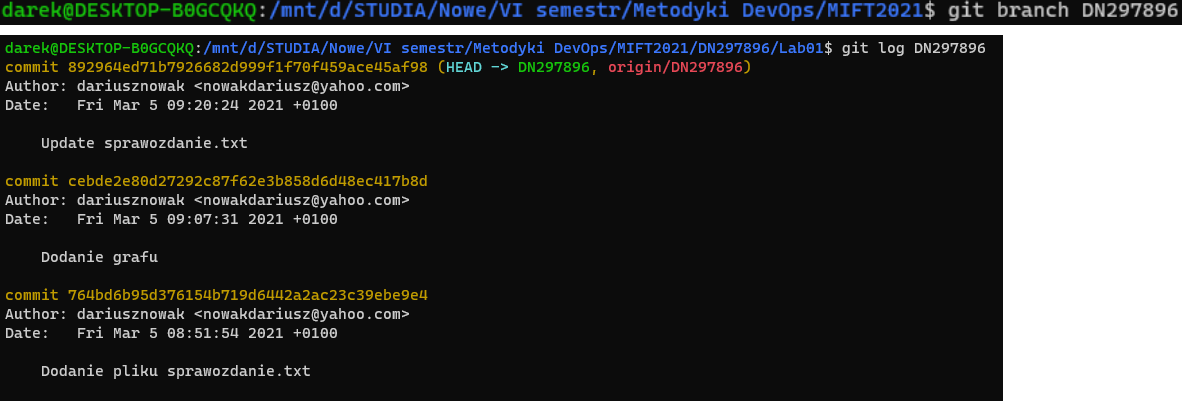 darek@DESKTOP-B0GCQKQ:/mnt/d/STUDIA/Nowe/VI semestr/Metodyki DevOps/MIFT2021$ git branch DN297896
darek@DESKTOP-B0GCQKQ:/mnt/d/STUDIA/Nowe/VI semestr/Metodyki DevOps/MIFT2021/DN297896/Lab01$ git log DN297896
commit 892964ed71b7926682d999f1f70f459ace45af98 (HEAD -> DN297896, origin/DN297896)
Author: dariusznowak <nowakdariusz@yahoo.com>
Date:   Fri Mar 5 09:20:24 2021 +0100
Update sprawozdanie.txt
commit cebde2e80d27292c87f62e3b858d6d48ec417b8d
Author: dariusznowak <nowakdariusz@yahoo.com>
Date:   Fri Mar 5 09:07:31 2021 +0100
Dodanie grafu
commit 764bd6b95d376154b719d6442a2ac23c39ebe9e4
Author: dariusznowak <nowakdariusz@yahoo.com>
Date:   Fri Mar 5 08:51:54 2021 +0100
Dodanie pliku sprawozdanie.txt